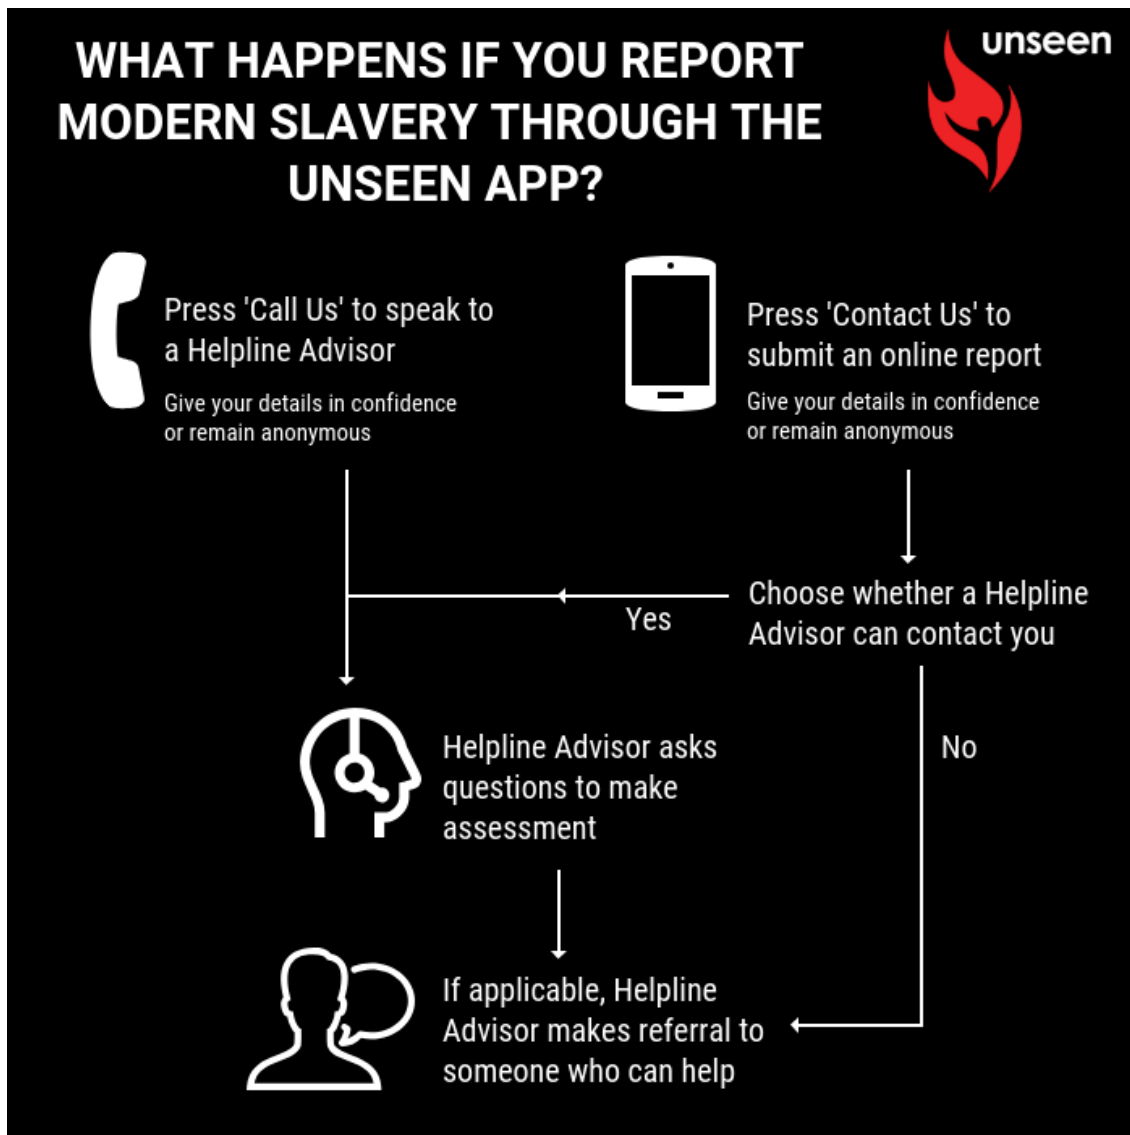 WHAT HAPPENS IF YOU REPORT
MODERN SLAVERY THROUGH THE
UNSEEN APP?
unseen
Press 'Call Us' to speak to
a Helpline Advisor
Give your details in confidence
or remain anonymous
Press 'Contact Us' to
submit an online report
Give your details in confidence
or remain anonymous
Choose whether a Helpline
Advisor can contact you
Yes
No
Helpline Advisor asks
questions to make
assessment
If applicable, Helpline
Advisor makes referral to
someone who can help